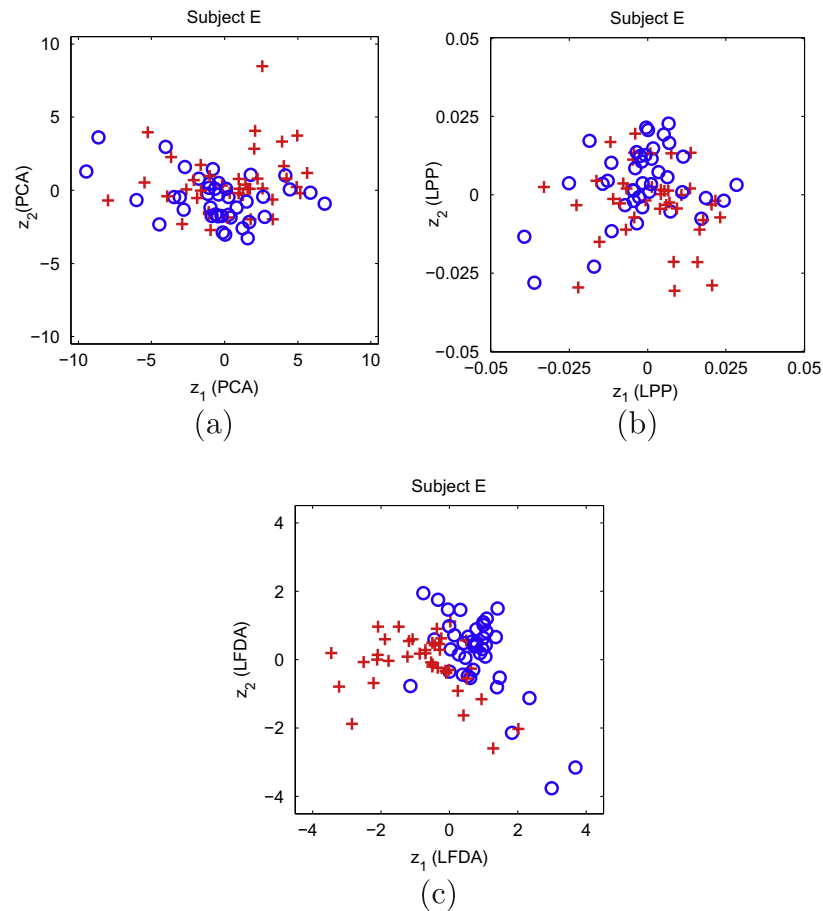 Subject E
10
5
0
−5
−10
z2(PCA)
−10 −5 0 5 10
z1 (PCA)
(a)
Subject E
0.05
0.025
0
−0.025
−0.05
z2 (LPP)
−0.05 −0.025 0 0.025 0.05
z1 (LPP)
(b)
Subject E
4
2
0
−2
−4
z2 (LFDA)
−4 −2 0 2 4
z1 (LFDA)
(c)